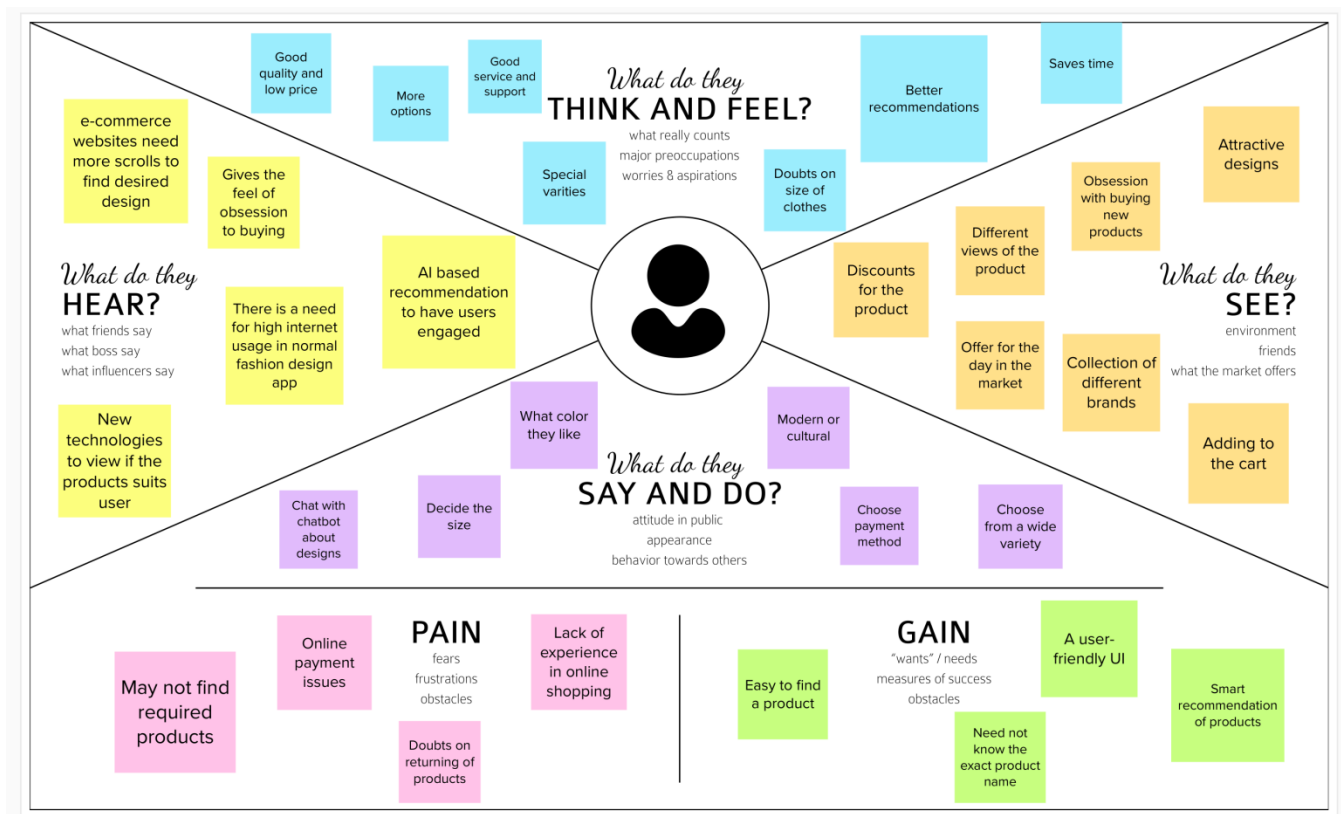 Good
quality and
low price
More
options
Good
service and
support
What do they
THINK AND FEEL?
what really counts
major preoccupations
worries & aspirations
Special
varities
Doubts on
size of
clothes
Better
recommendations
Saves time
e-commerce
websites need
more scrolls to
find desired
design
Gives the
feel of
obsession
to buying
AI based
recommendation
to have users
engaged
What do they
HEAR?
what friends say
what boss say
what influencers say
There is a need
for high internet
usage in normal
fashion design
app
New
technologies
to view if the
products suits
user
Attractive
designs
Obsession
with buying
new
products
Different
views of the
product
Discounts
for the
product
What do they
SEE?
environment
friends
what the market offers
Offer for the
day in the
market
Collection of
different
brands
Adding to
the cart
What color
they like
Modern or
cultural
What do they
SAY AND DO?
attitude in public
appearance
behavior towards others
Chat with
chatbot
about
designs
Decide the
size
Choose
payment
method
Choose
from a wide
variety
PAIN
fears
frustrations
obstacles
May not find
required
products
Online
payment
issues
Lack of
experience
in online
shopping
Doubts on
returning of
products
GAIN
"wants" / needs
measures of success
obstacles
Easy to find
a product
A user-
friendly UI
Need not
know the
exact product
name
Smart
recommendation
of products